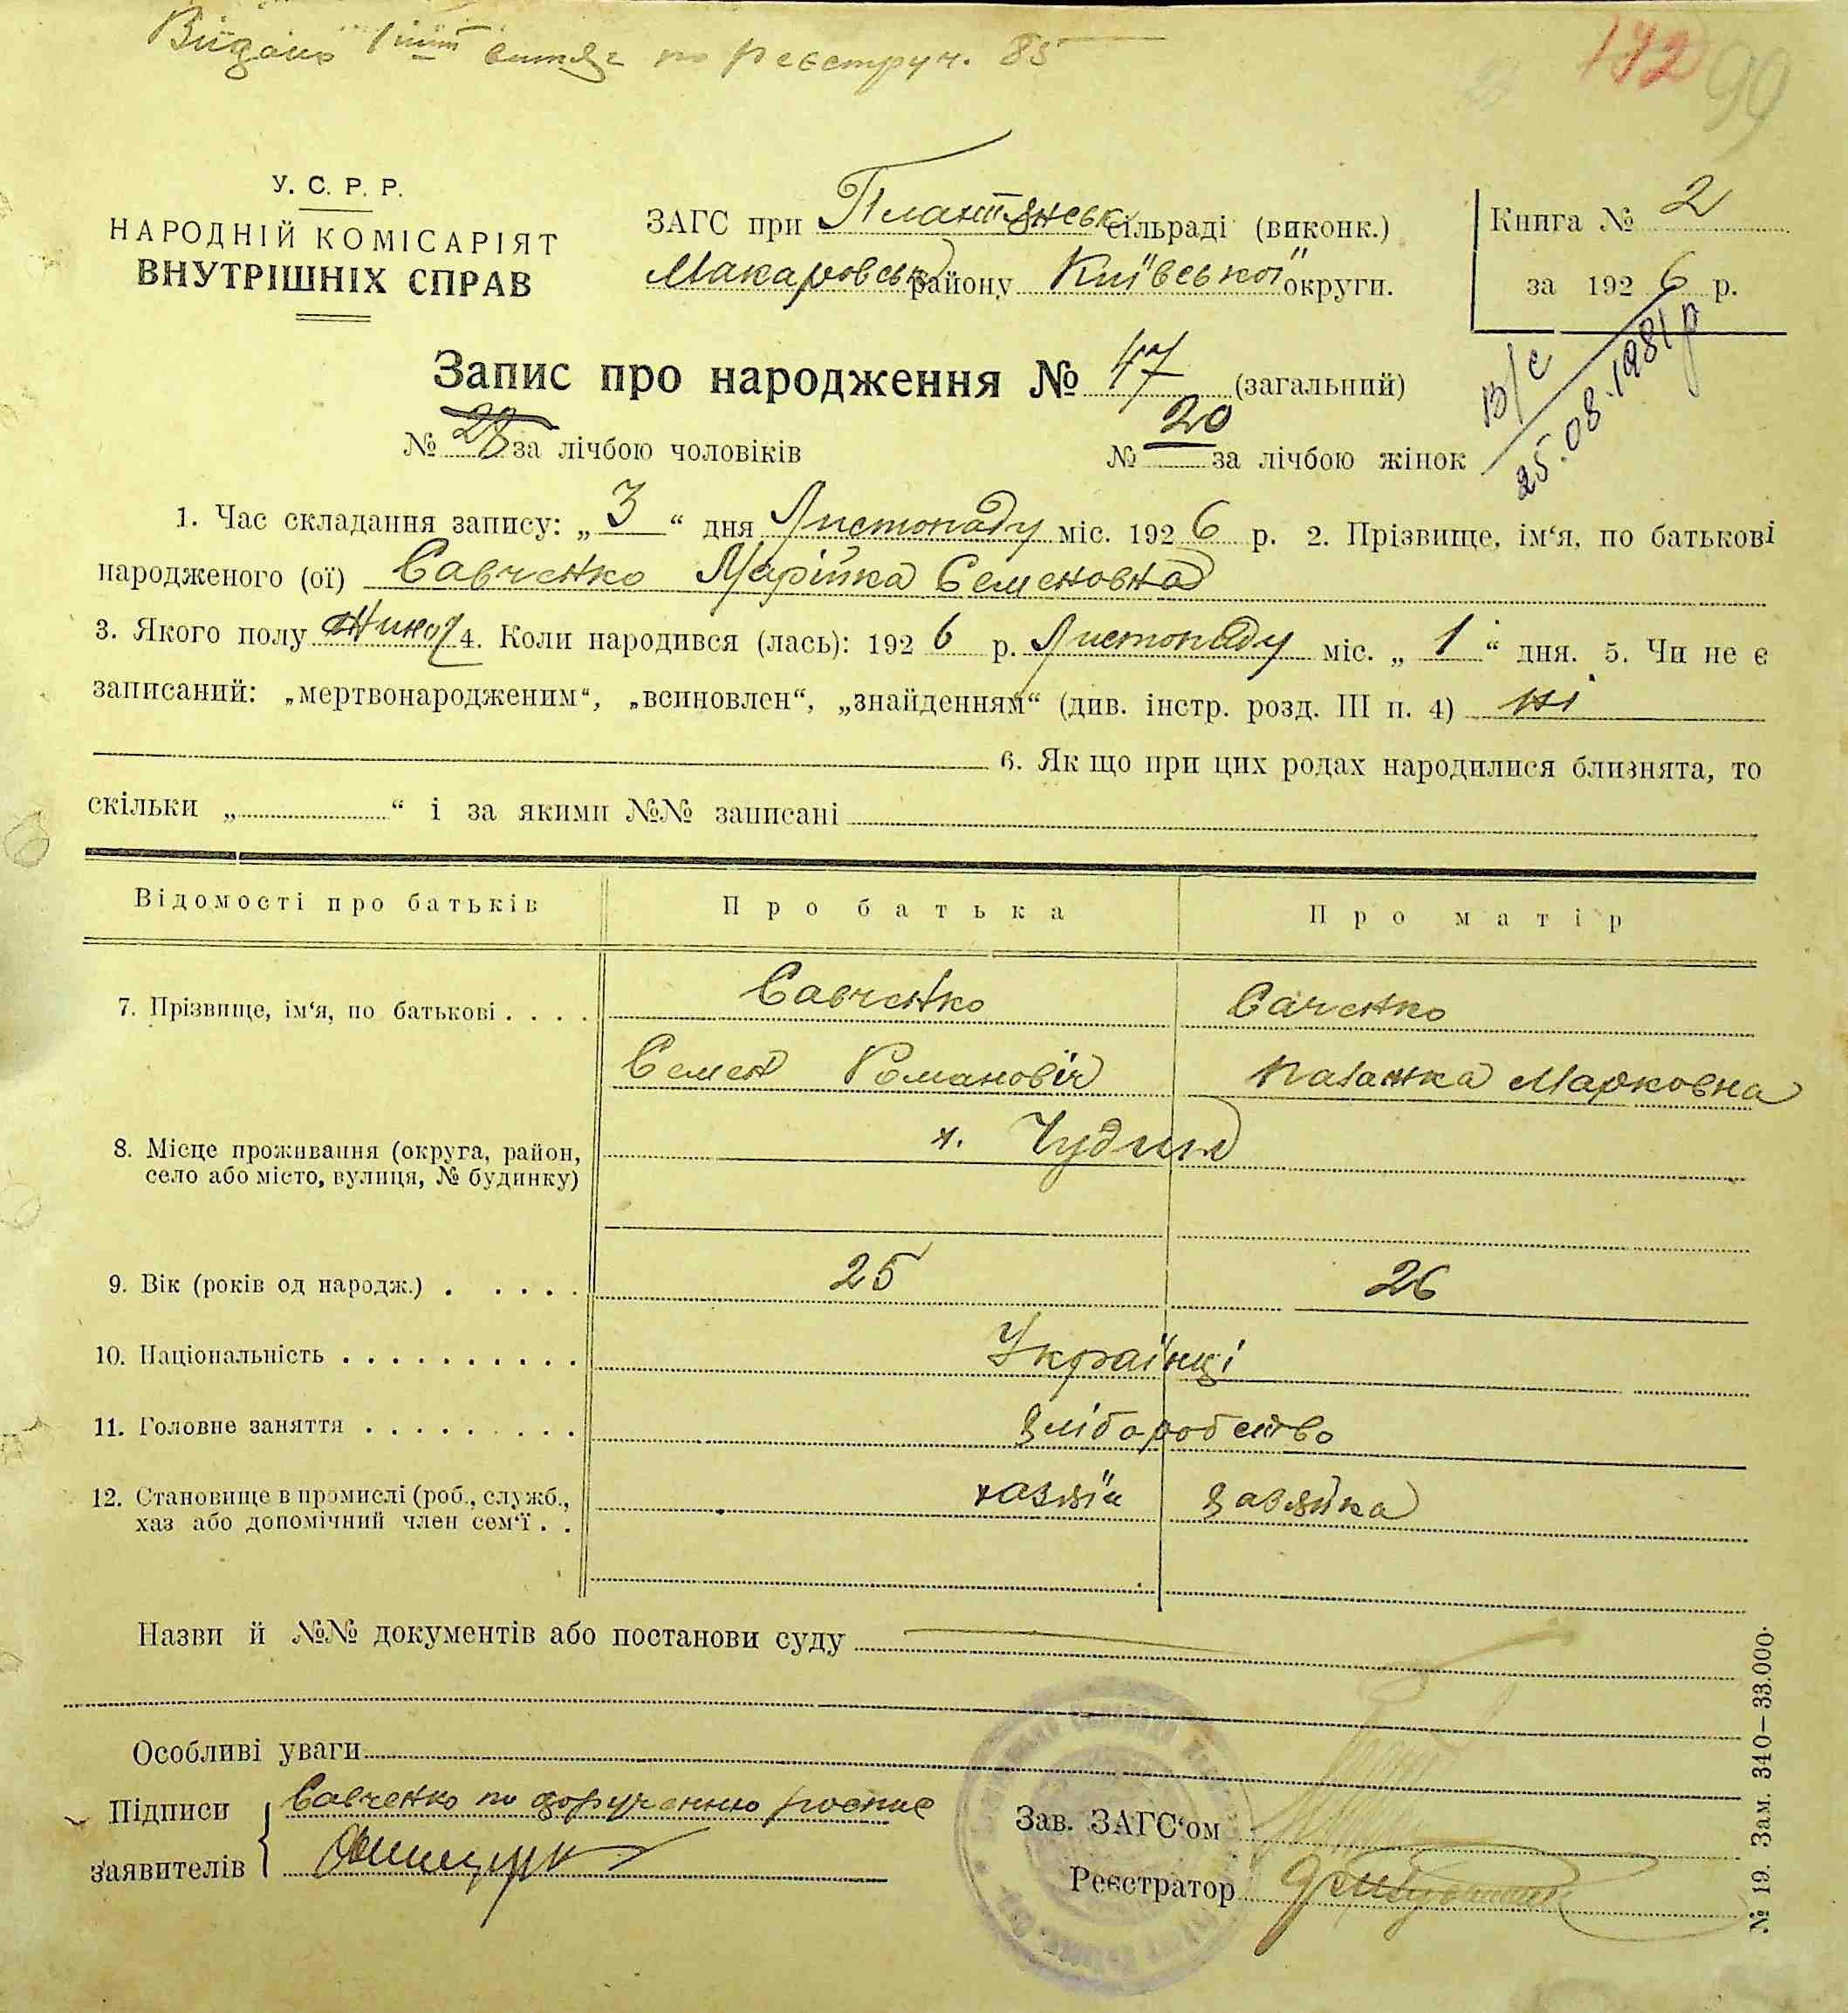 Видано 1ший витяг по реєстру ч. 85
142 99
У. С. Р. Р.
НАРОДНІЙ КОМІСАРІЯТ
ВНУТРІШНІХ СПРАВ
ЗАГС при сільраді (виконк.)
Макаровськ району Київської округи.
Книга № 2
за 1926 р.
В/с 25.08.1981р
Запис про народження № 47 (загальний)
№ 28 за лічбою чоловіків № 20 за лічбою жінок
1. Час складання запису: „3“ дня Листопаду міс. 1926 р. 2. Прізвище, ім‘я, по батькові
народженого (ої) Савченко Марійка Семеновна
3. Якого полу 4. Коли народився (лась): 1926 р. Листопаду міс. „1“ дня. 5. Чи не є
записаний: „мертвонародженим“, „всиновлен“, „знайденням“ (див. інстр. розд. III п. 4) ні
6. Як що при цих родах народилися близнята, то
скільки „ “ і за якими №№ записані
Відомості про батьків Про батька Про матір
7. Прізвище, ім‘я, по батькові . . . . Савченко Савченко
Семен Романовіч Палажка Марковна
8. Місце проживання (округа, район,
село або місто, вулиця, № будинку)
х. Чудин
9. Вік (років од народж.) . . . . . 25 26
10. Національність . . . . . . . . . . Українці
11. Головне заняття . . . . . . . . . хліборобство
12. Становище в промислі (роб., служб.,
хаз або допомічний член сем‘ї . .
хазяїн хазяйка
Назви й №№ документів або постанови суду
Особливі уваги
Підписи Савченко по дорученню роспис
заявителів
Зав. ЗАГС‘ом
Реєстратор
№ 19. Зам. 340—33.000.